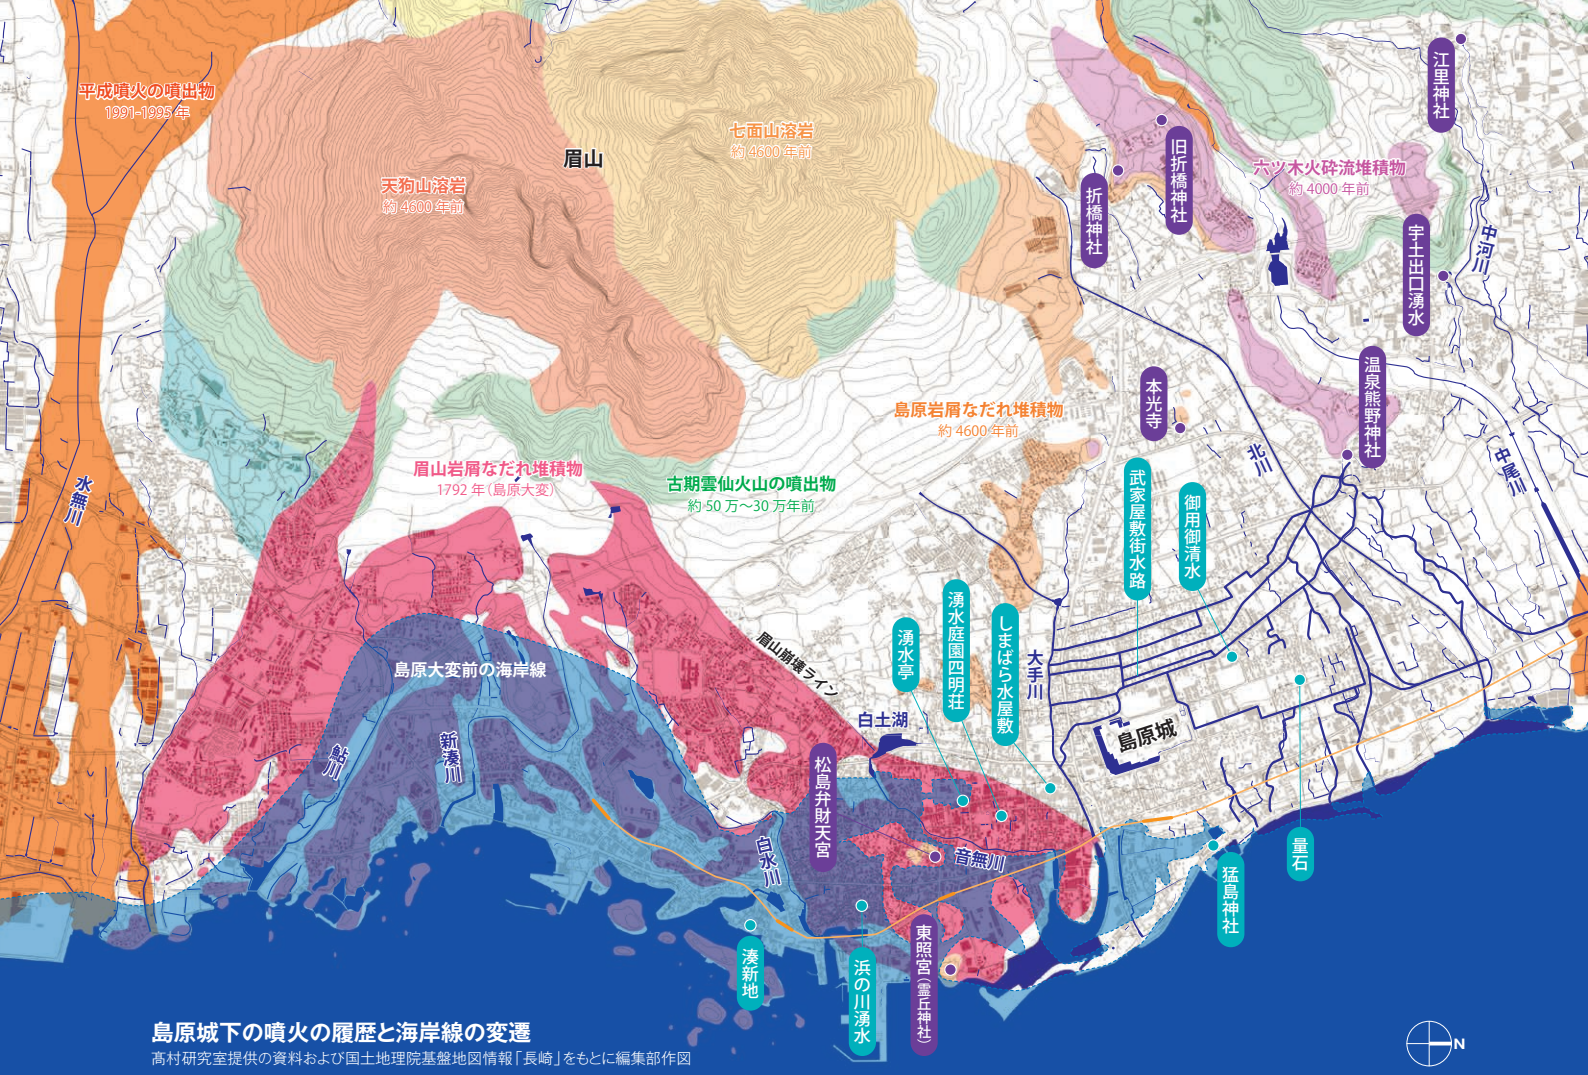 平成噴火の噴出物
1991-1995 年
天狗山溶岩
約 4600 年前
眉山
七面山溶岩
約 4600 年前
江里神社
旧折橋神社
折橋神社
六ツ木火砕流堆積物
約 4000 年前
宇土出口湧水
中河川
温泉熊野神社
本光寺
島原岩屑なだれ堆積物
約 4600 年前
北川
中尾川
眉山岩屑なだれ堆積物
1792 年（島原大変）
古期雲仙火山の噴出物
約 50 万〜30 万年前
水無川
武家屋敷街水路
御用御清水
湧水庭園四明荘
しまばら水屋敷
湧水亭
眉山崩壊ライン
大手川
島原大変前の海岸線
白土湖
島原城
鮎川
新湊川
松島弁財天宮
白水川
音無川
量石
猛島神社
東照宮（霊丘神社）
湊新地
浜の川湧水
島原城下の噴火の履歴と海岸線の変遷
髙村研究室提供の資料および国土地理院基盤地図情報「長崎」をもとに編集部作図
N